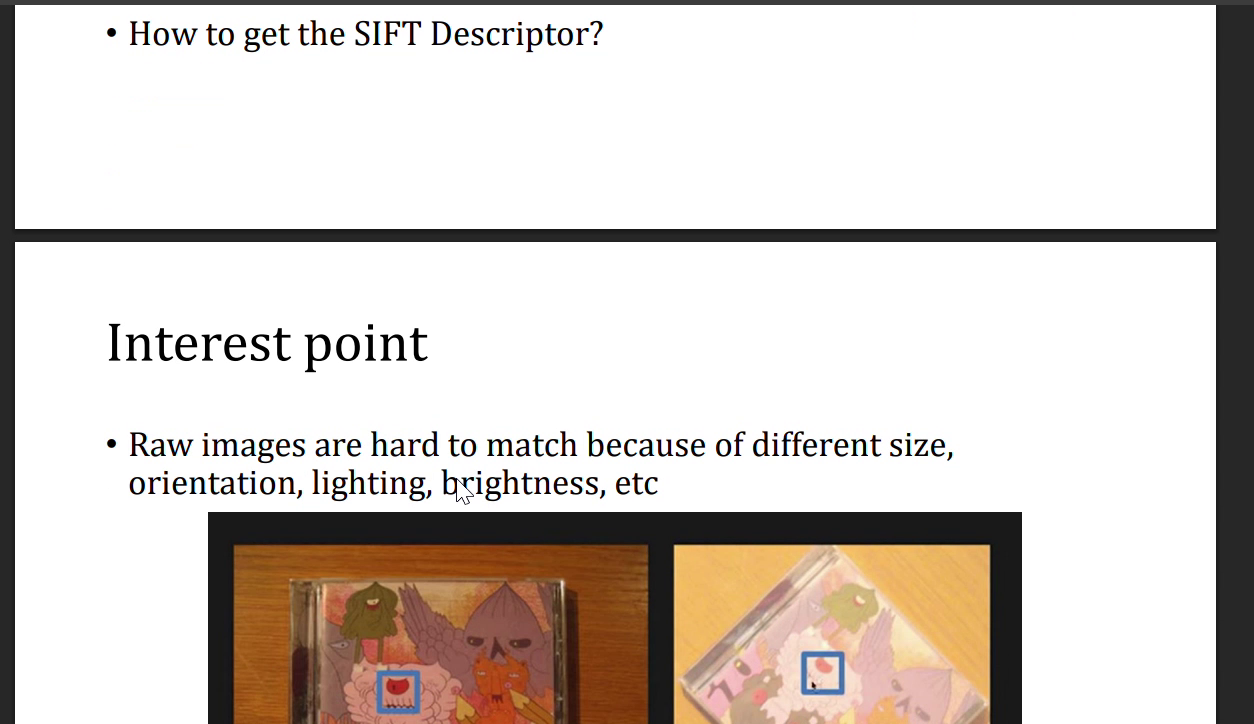 • How to get the SIFT Descriptor?
Interest point
• Raw images are hard to match because of different size,
orientation, lighting, brightness, etc